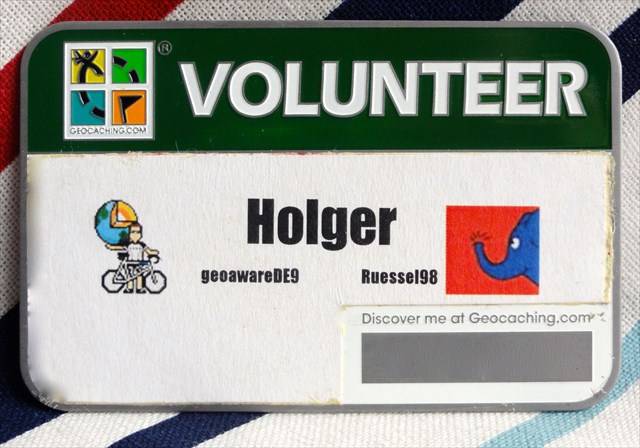 VOLUNTEER
®
GEOCACHING.COM
Holger
geoawareDE9
Ruessel98
Discover me at Geocaching.com